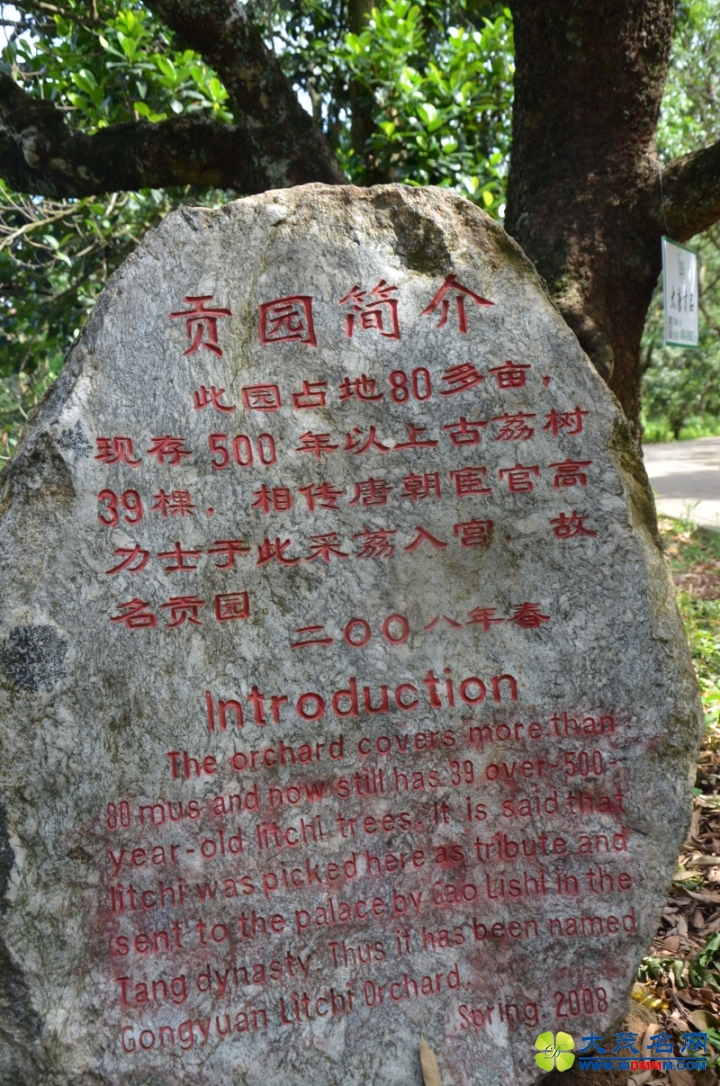 贡园简介
此园占地80多亩，
现存500年以上古荔树
39棵，相传唐朝宦官高
力士于此采荔入宫，故
名贡园。
二〇〇八年春
Introduction
The orchard covers more than
80 mus and now still has 39 over-500-
year-old litchi trees. It is said that
litchi was picked here as tribute and
sent to the palace by Gao Lishi in the
Tang dynasty. Thus it has been named
Gongyuan Litchi Orchard.
Spring. 2008
大茂名网
MDMMM.COM